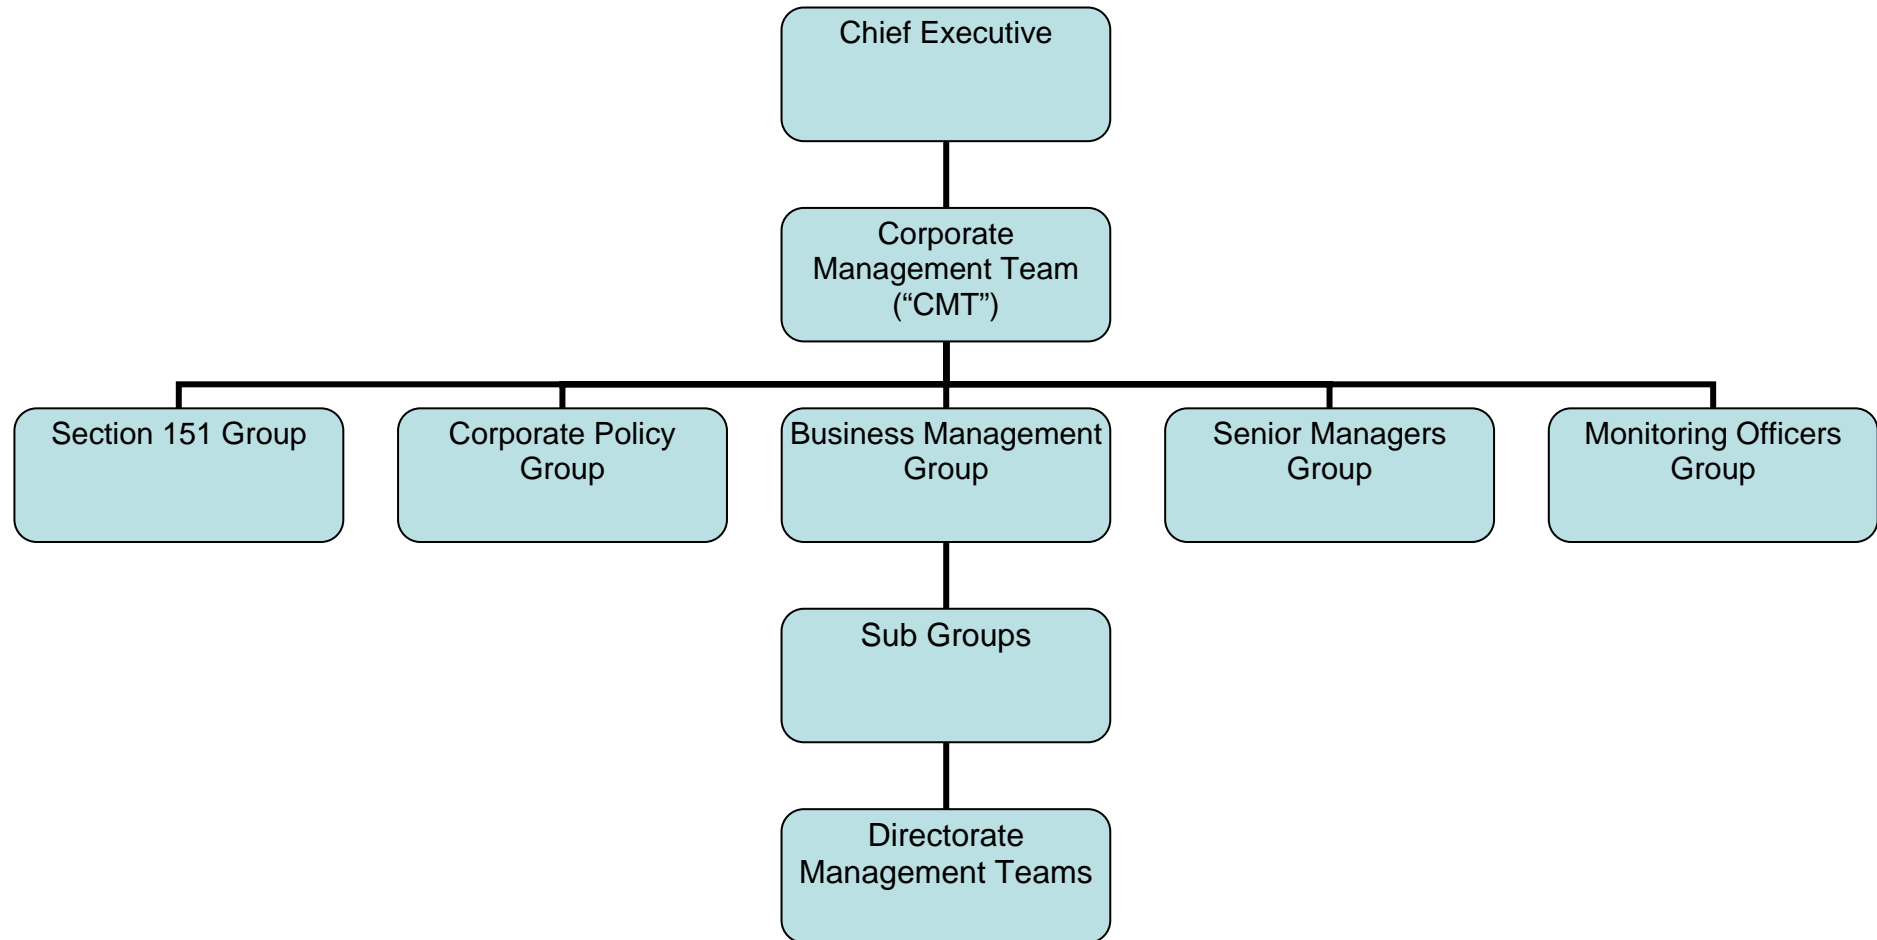 Chief Executive
Corporate
Management Team
(“CMT”)
Section 151 Group
Corporate Policy
Group
Business Management
Group
Senior Managers
Group
Monitoring Officers
Group
Sub Groups
Directorate
Management Teams